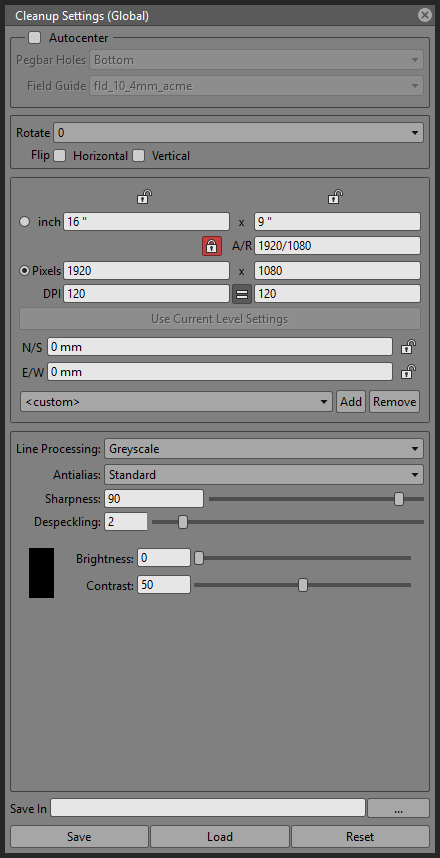 Cleanup Settings (Global)
Autocenter
Pegbar Holes Bottom
Field Guide fld_10_4mm_acme
Rotate 0
Flip Horizontal Vertical
inch 16 " x 9 "
A/R 1920/1080
Pixels 1920 x 1080
DPI 120 = 120
Use Current Level Settings
N/S 0 mm
E/W 0 mm
<custom> Add Remove
Line Processing: Greyscale
Antialias: Standard
Sharpness: 90
Despeckling: 2
Brightness: 0
Contrast: 50
Save In ...
Save Load Reset